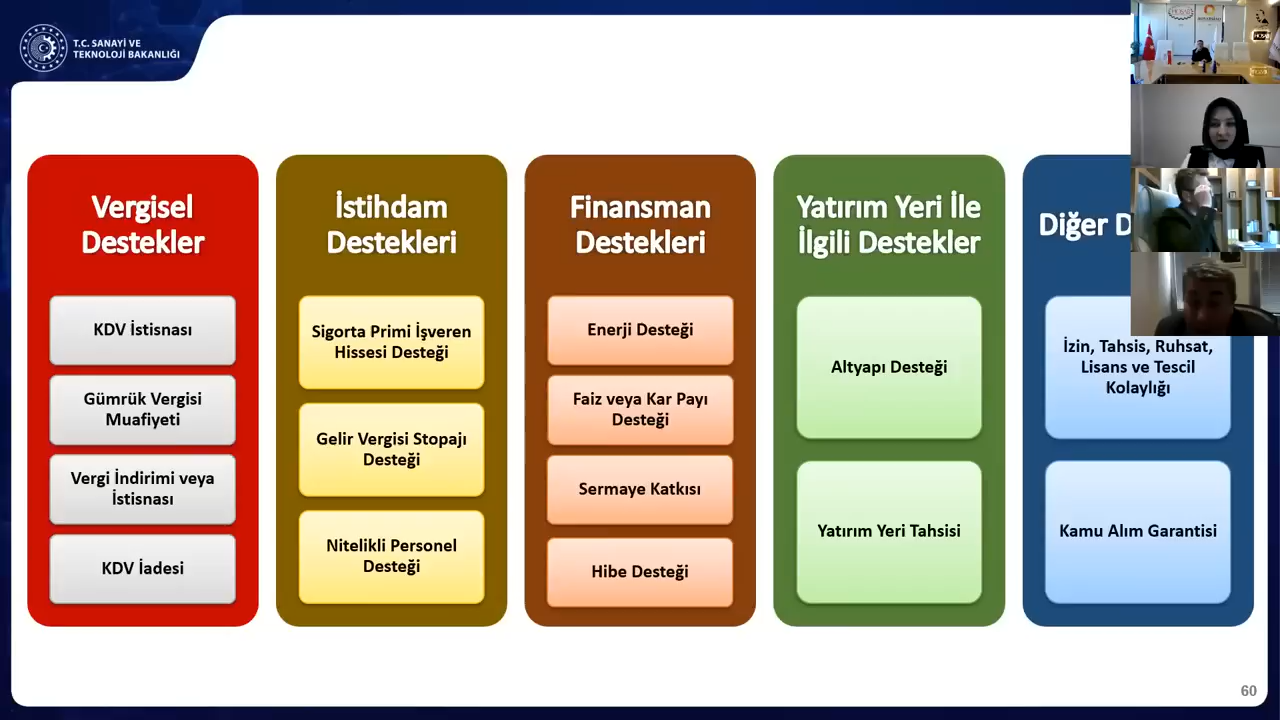 T.C. SANAYİ VE
TEKNOLOJİ BAKANLIĞI
Vergisel
Destekler
KDV İstisnası
Gümrük Vergisi
Muafiyeti
Vergi İndirimi veya
İstisnası
KDV İadesi
İstihdam
Destekleri
Sigorta Primi İşveren
Hissesi Desteği
Gelir Vergisi Stopajı
Desteği
Nitelikli Personel
Desteği
Finansman
Destekleri
Enerji Desteği
Faiz veya Kar Payı
Desteği
Sermaye Katkısı
Hibe Desteği
Yatırım Yeri İle
İlgili Destekler
Altyapı Desteği
Yatırım Yeri Tahsisi
Diğer D
İzin, Tahsis, Ruhsat,
Lisans ve Tescil
Kolaylığı
Kamu Alım Garantisi
60